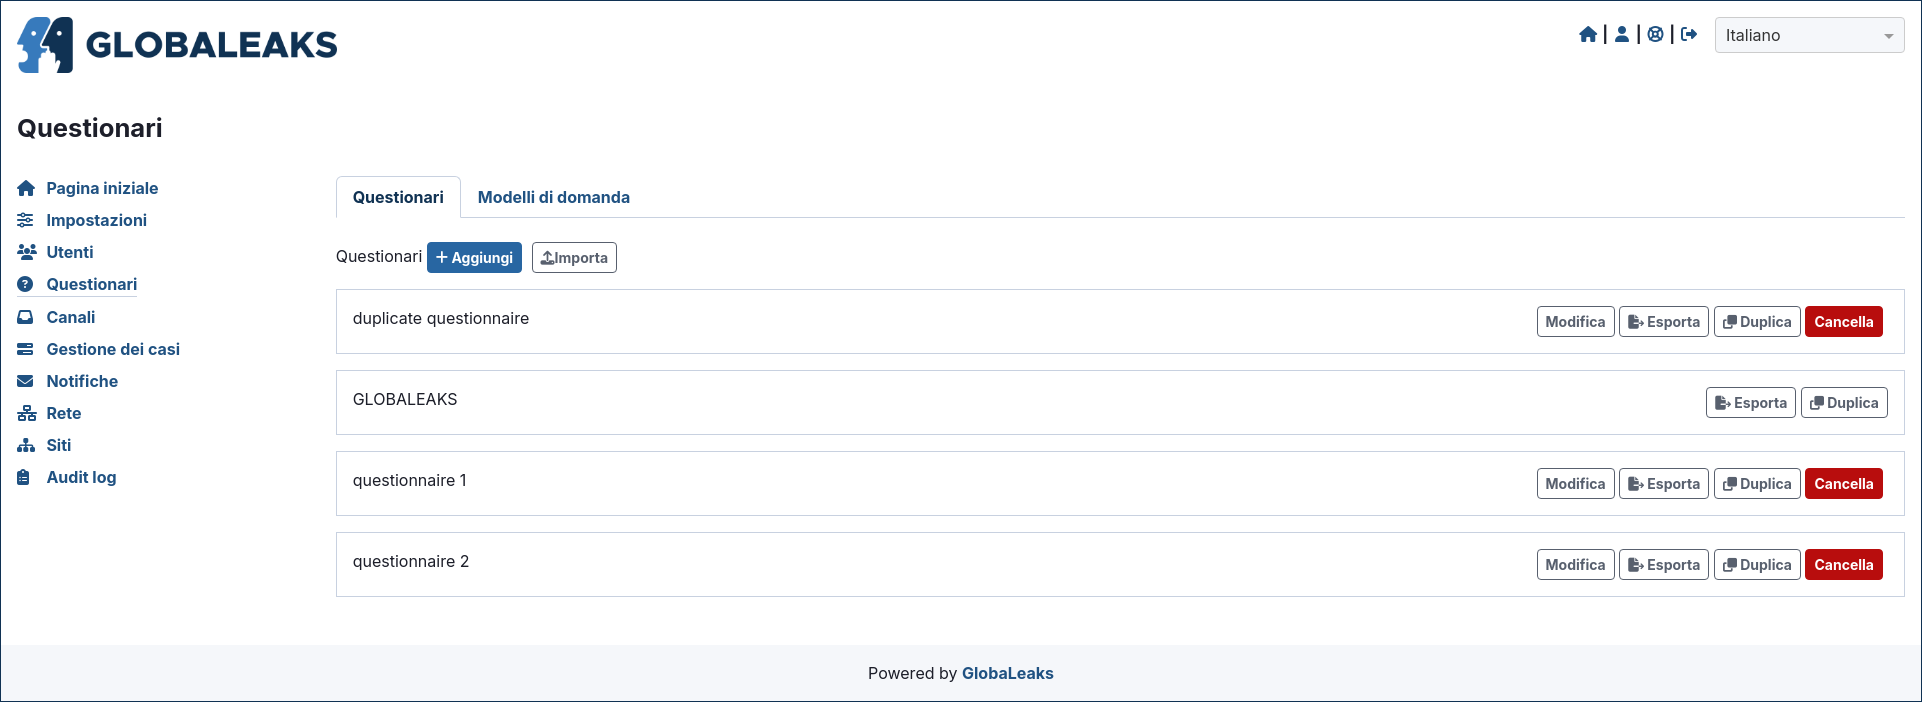 GLOBALEAKS
| | | Italiano
Questionari
Pagina iniziale
Impostazioni
Utenti
Questionari
Canali
Gestione dei casi
Notifiche
Rete
Siti
Audit log
Questionari Modelli di domanda
Questionari Aggiungi Importa
duplicate questionnaire Modifica Esporta Duplica Cancella
GLOBALEAKS Esporta Duplica
questionnaire 1 Modifica Esporta Duplica Cancella
questionnaire 2 Modifica Esporta Duplica Cancella
Powered by GlobaLeaks